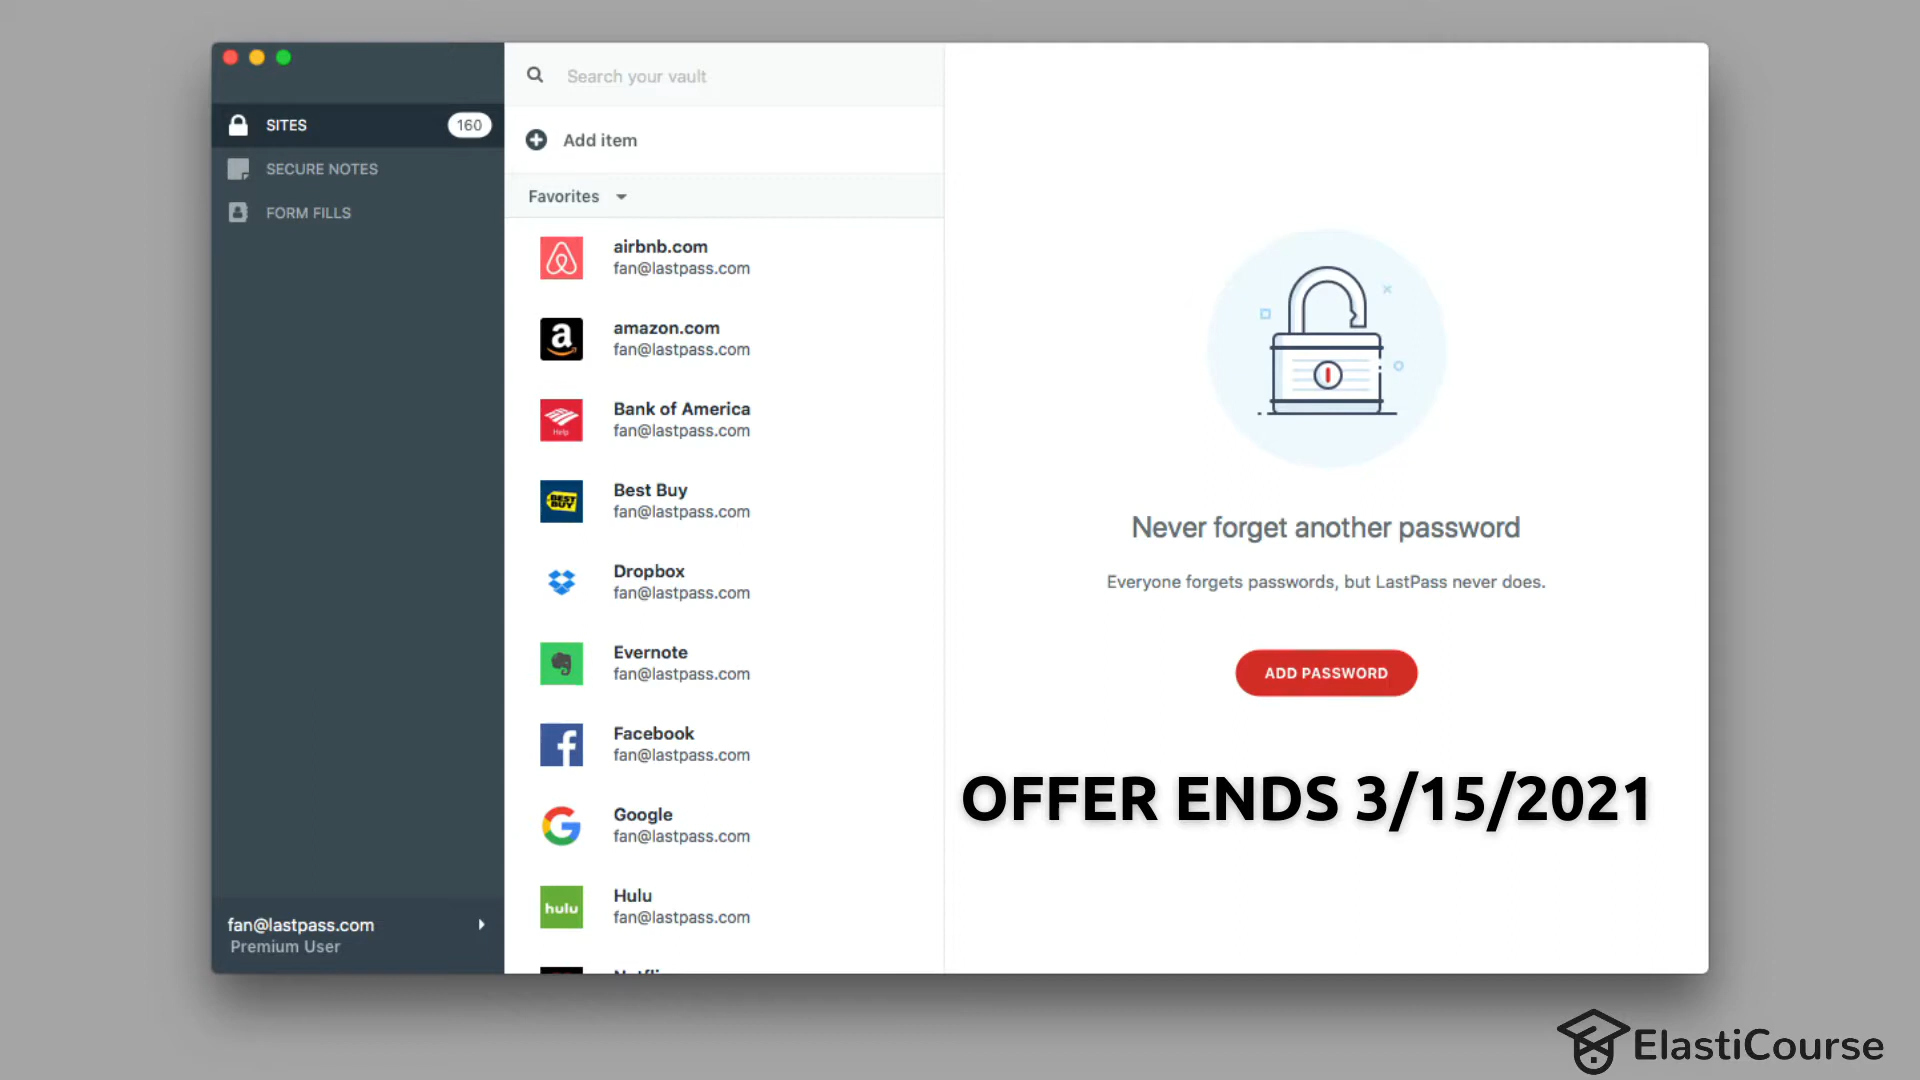 SITES
160
SECURE NOTES
FORM FILLS
fan@lastpass.com
Premium User
Search your vault
Add item
Favorites
airbnb.com
fan@lastpass.com
a
amazon.com
fan@lastpass.com
Help
Bank of America
fan@lastpass.com
BEST
BUY
Best Buy
fan@lastpass.com
Dropbox
fan@lastpass.com
Evernote
fan@lastpass.com
f
Facebook
fan@lastpass.com
G
Google
fan@lastpass.com
hulu
Hulu
fan@lastpass.com
Never forget another password
Everyone forgets passwords, but LastPass never does.
ADD PASSWORD
OFFER ENDS 3/15/2021
ElastiCourse